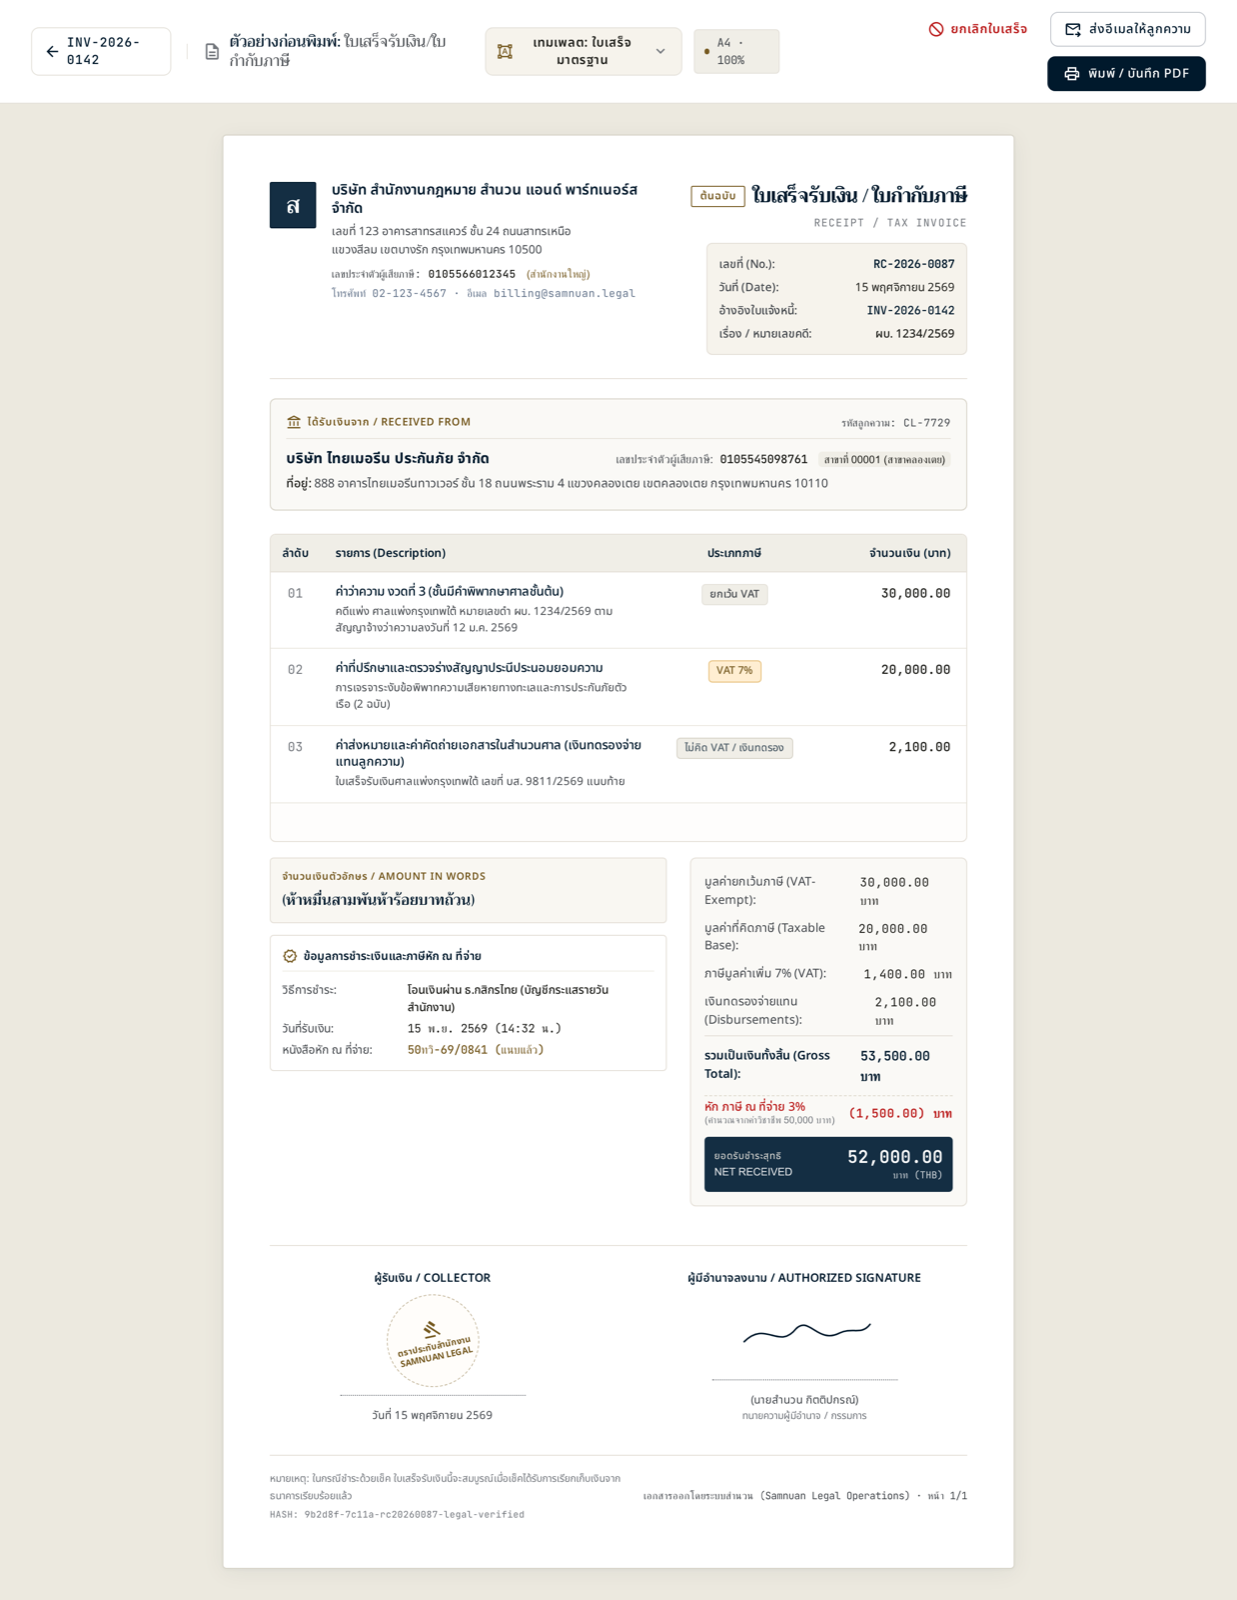 INV-2026-
0142
ตัวอย่างก่อนพิมพ์: ใบเสร็จรับเงิน/ใบ
กำกับภาษี
เทมเพลต: ใบเสร็จ
มาตรฐาน
A4 ·
100%
ยกเลิกใบเสร็จ
ส่งอีเมลให้ลูกความ
พิมพ์ / บันทึก PDF
ส
บริษัท สำนักงานกฎหมาย สำนวน แอนด์ พาร์ทเนอร์ส
จำกัด
เลขที่ 123 อาคารสาทรสแควร์ ชั้น 24 ถนนสาทรเหนือ
แขวงสีลม เขตบางรัก กรุงเทพมหานคร 10500
เลขประจำตัวผู้เสียภาษี: 0105566012345 (สำนักงานใหญ่)
โทรศัพท์ 02-123-4567 · อีเมล billing@samnuan.legal
ต้นฉบับ
ใบเสร็จรับเงิน / ใบกำกับภาษี
RECEIPT / TAX INVOICE
เลขที่ (No.): RC-2026-0087
วันที่ (Date): 15 พฤศจิกายน 2569
อ้างอิงใบแจ้งหนี้: INV-2026-0142
เรื่อง / หมายเลขคดี: ผบ. 1234/2569
ได้รับเงินจาก / RECEIVED FROM
รหัสลูกความ: CL-7729
บริษัท ไทยเมอรีน ประกันภัย จำกัด
เลขประจำตัวผู้เสียภาษี: 0105545098761 สาขาที่ 00001 (สาขาคลองเตย)
ที่อยู่: 888 อาคารไทยเมอรีนทาวเวอร์ ชั้น 18 ถนนพระราม 4 แขวงคลองเตย เขตคลองเตย กรุงเทพมหานคร 10110
ลำดับ รายการ (Description) ประเภทภาษี จำนวนเงิน (บาท)
01 ค่าว่าความ งวดที่ 3 (ชั้นมีคำพิพากษาศาลชั้นต้น) ยกเว้น VAT 30,000.00
คดีแพ่ง ศาลแพ่งกรุงเทพใต้ หมายเลขดำ ผบ. 1234/2569 ตาม
สัญญาจ้างว่าความลงวันที่ 12 ม.ค. 2569
02 ค่าที่ปรึกษาและตรวจร่างสัญญาประนีประนอมยอมความ VAT 7% 20,000.00
การเจรจาระงับข้อพิพาทความเสียหายทางทะเลและการประกันภัยตัว
เรือ (2 ฉบับ)
03 ค่าส่งหมายและค่าคัดถ่ายเอกสารในสำนวนศาล (เงินทดรองจ่าย
แทนลูกความ) ไม่คิด VAT / เงินทดรอง 2,100.00
ใบเสร็จรับเงินศาลแพ่งกรุงเทพใต้ เลขที่ บส. 9811/2569 แนบท้าย
จำนวนเงินตัวอักษร / AMOUNT IN WORDS
(ห้าหมื่นสามพันห้าร้อยบาทถ้วน)
ข้อมูลการชำระเงินและภาษีหัก ณ ที่จ่าย
วิธีการชำระ: โอนเงินผ่าน ธ.กสิกรไทย (บัญชีกระแสรายวัน
สำนักงาน)
วันที่รับเงิน: 15 พ.ย. 2569 (14:32 น.)
หนังสือหัก ณ ที่จ่าย: 50ทวิ-69/0841 (แนบแล้ว)
มูลค่ายกเว้นภาษี (VAT-
Exempt): 30,000.00
บาท
มูลค่าที่คิดภาษี (Taxable
Base): 20,000.00
บาท
ภาษีมูลค่าเพิ่ม 7% (VAT): 1,400.00 บาท
เงินทดรองจ่ายแทน
(Disbursements): 2,100.00
บาท
รวมเป็นเงินทั้งสิ้น (Gross
Total): 53,500.00
บาท
หัก ภาษี ณ ที่จ่าย 3% (1,500.00) บาท
(คำนวณจากค่าวิชาชีพ 50,000 บาท)
ยอดรับชำระสุทธิ
NET RECEIVED
52,000.00
บาท (THB)
ผู้รับเงิน / COLLECTOR
ตราประทับสำนักงาน
SAMNUAN LEGAL
วันที่ 15 พฤศจิกายน 2569
ผู้มีอำนาจลงนาม / AUTHORIZED SIGNATURE
(นายสำนวน กิตติปกรณ์)
ทนายความผู้มีอำนาจ / กรรมการ
หมายเหตุ: ในกรณีชำระด้วยเช็ค ใบเสร็จรับเงินนี้จะสมบูรณ์เมื่อเช็คได้รับการเรียกเก็บเงินจาก
ธนาคารเรียบร้อยแล้ว
HASH: 9b2d8f-7c11a-rc20260087-legal-verified
เอกสารออกโดยระบบสำนวน (Samnuan Legal Operations) · หน้า 1/1